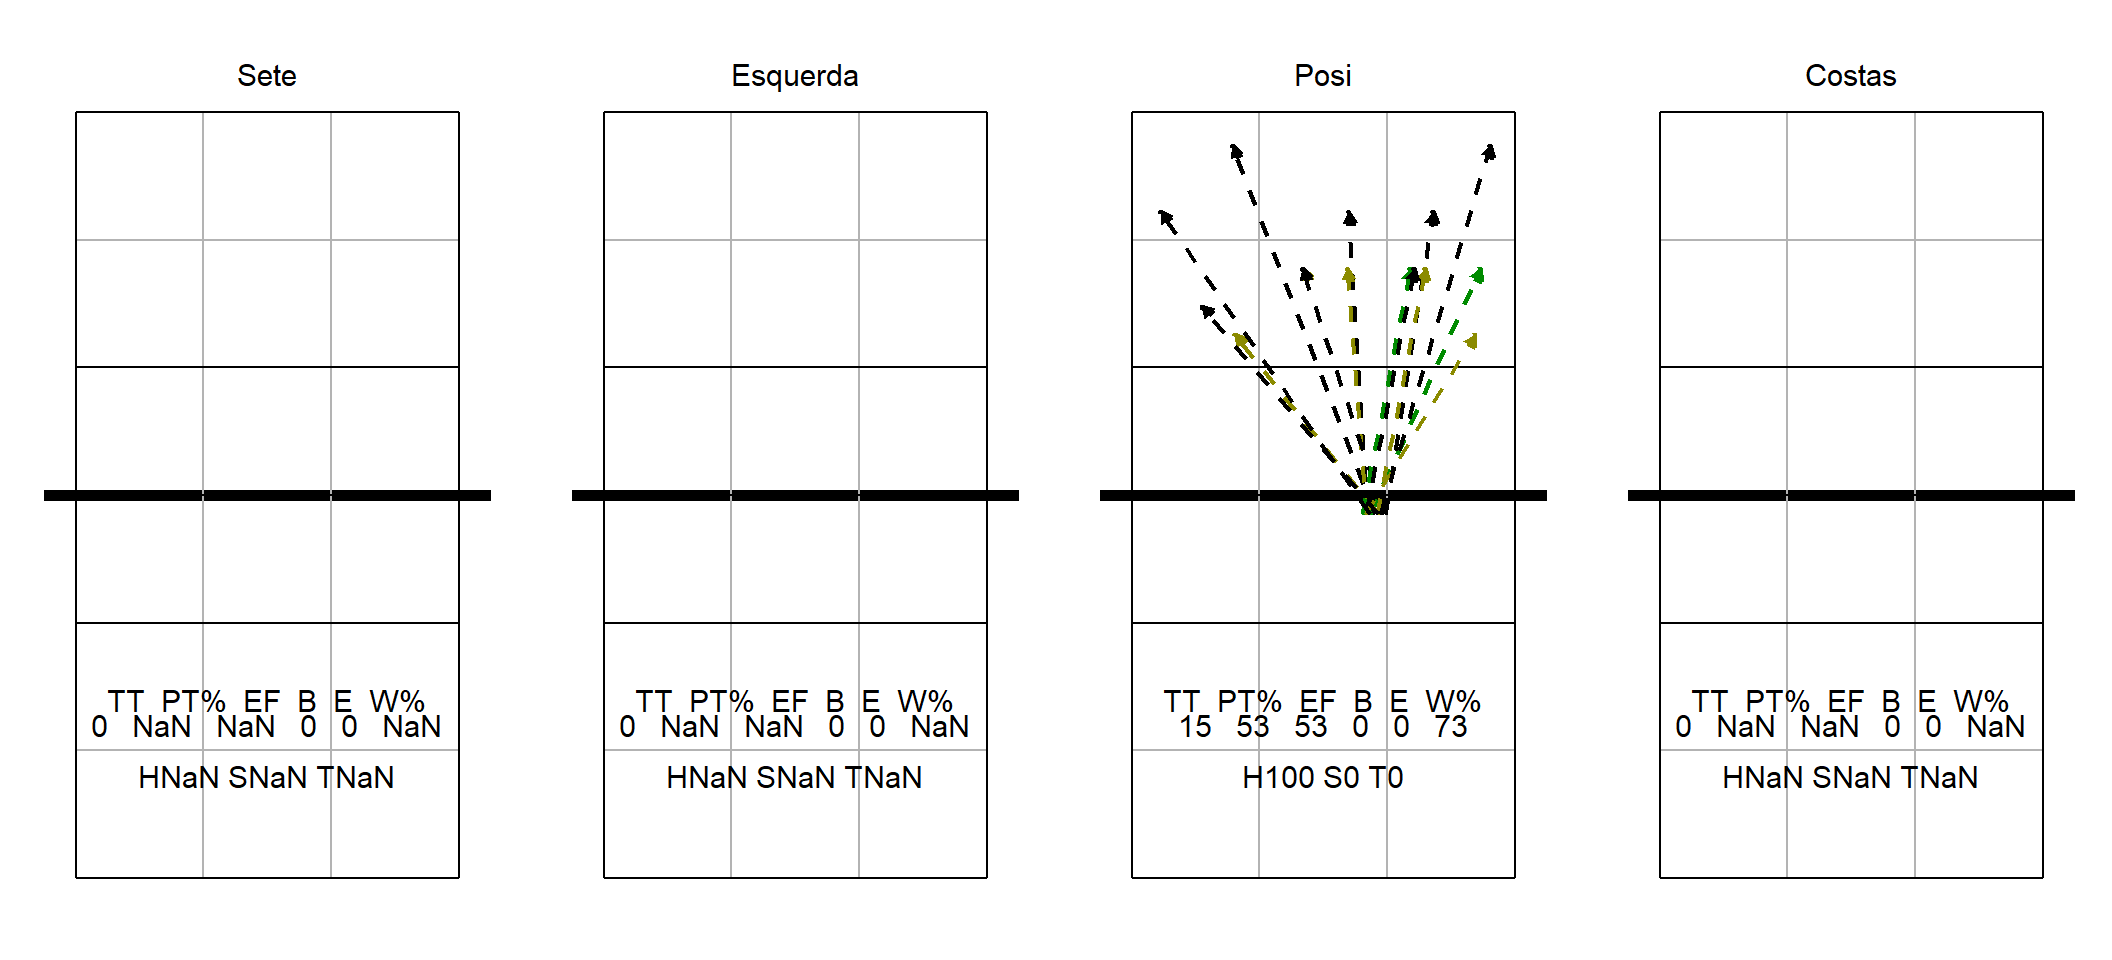 Sete
TT PT% EF B E W%
0 NaN NaN 0 0 NaN
HNaN SNaN TNaN
Esquerda
TT PT% EF B E W%
0 NaN NaN 0 0 NaN
HNaN SNaN TNaN
Posi
TT PT% EF B E W%
15 53 53 0 0 73
H100 S0 T0
Costas
TT PT% EF B E W%
0 NaN NaN 0 0 NaN
HNaN SNaN TNaN